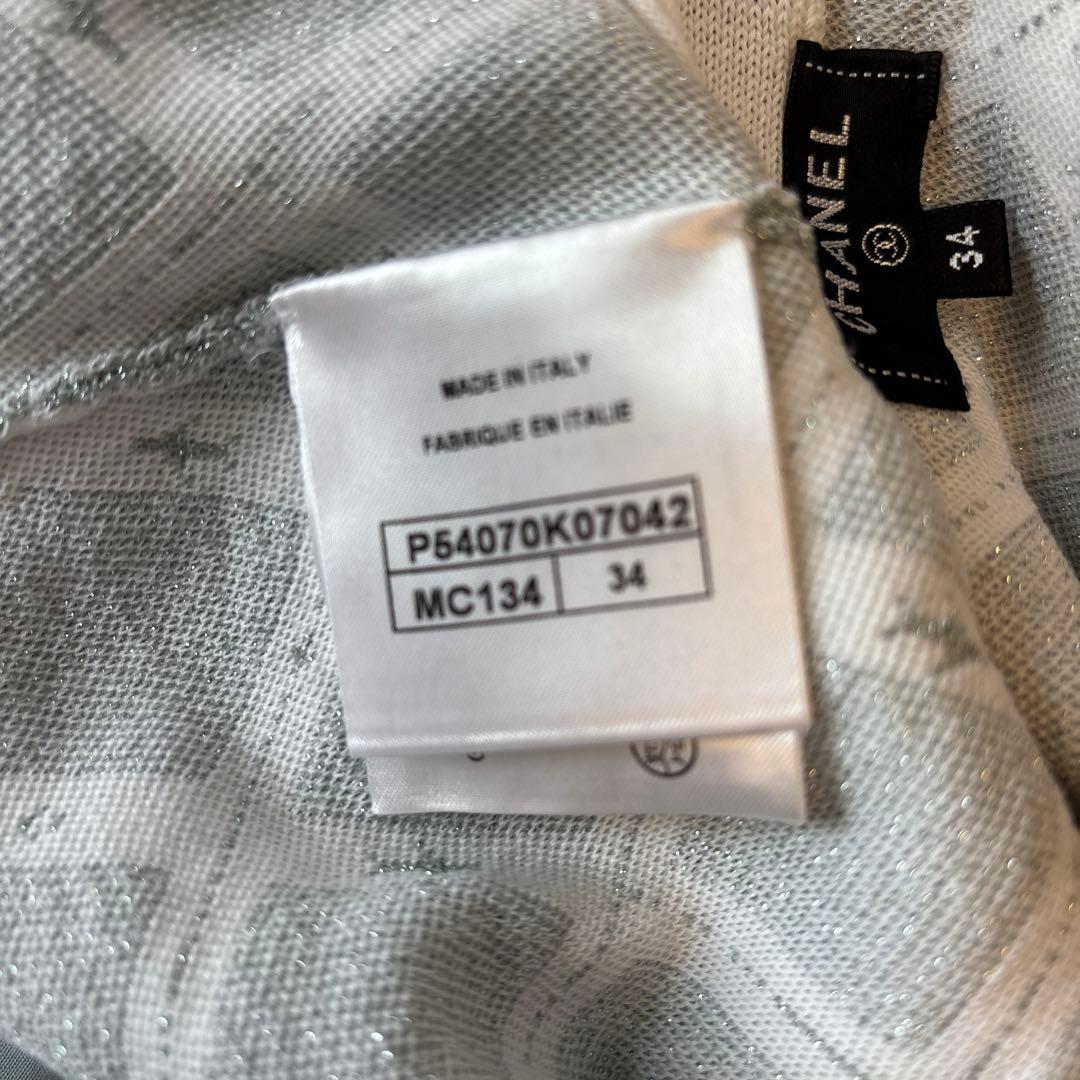 CHANEL
34
MADE IN ITALY
FABRIQUE EN ITALIE
P54070K07042
MC134 34